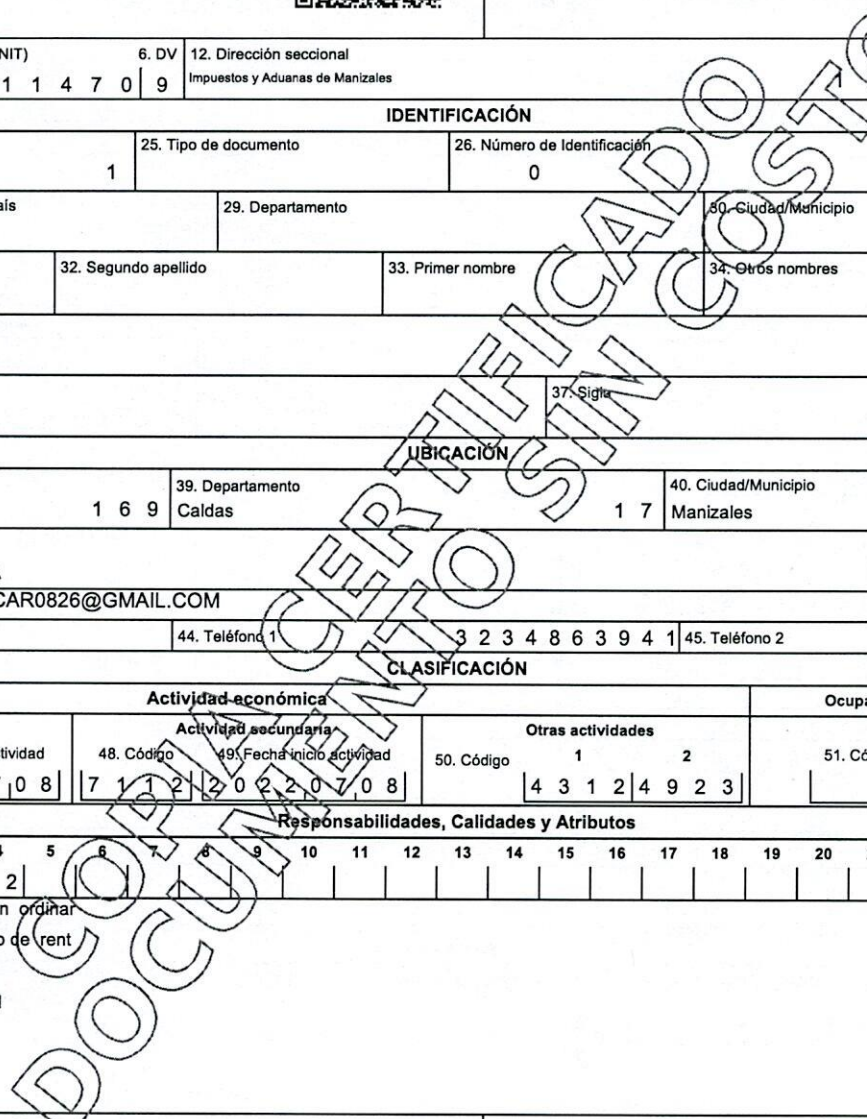 NIT) 6. DV 12. Dirección seccional
1 1 4 7 0 9 Impuestos y Aduanas de Manizales
IDENTIFICACIÓN
25. Tipo de documento 26. Número de Identificación
1 0
aís 29. Departamento 30. Ciudad/Municipio
32. Segundo apellido 33. Primer nombre 34. Otros nombres
37. Sigla
UBICACIÓN
39. Departamento 40. Ciudad/Municipio
1 6 9 Caldas 1 7 Manizales
CAR0826@GMAIL.COM
44. Teléfono 1 3 2 3 4 8 6 3 9 4 1 45. Teléfono 2
CLASIFICACIÓN
Actividad económica Ocupa
Actividad secundaria Otras actividades
tividad 48. Código 49. Fecha inicio actividad 50. Código 1 2 51. Có
0 8 7 1 1 2 2 0 2 2 0 7 0 8 4 3 1 2 4 9 2 3
Responsabilidades, Calidades y Atributos
5 6 7 8 9 10 11 12 13 14 15 16 17 18 19 20
2
n ordinar
o de rent
COPIA CERTIFICADO
DOCUMENTO SIN COSTO